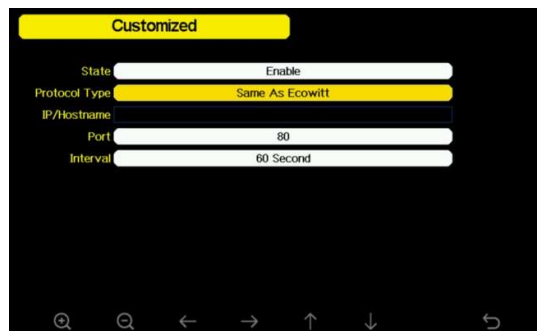 Customized
State Enable
Protocol Type Same As Ecowitt
IP/Hostname
Port 80
Interval 60 Second